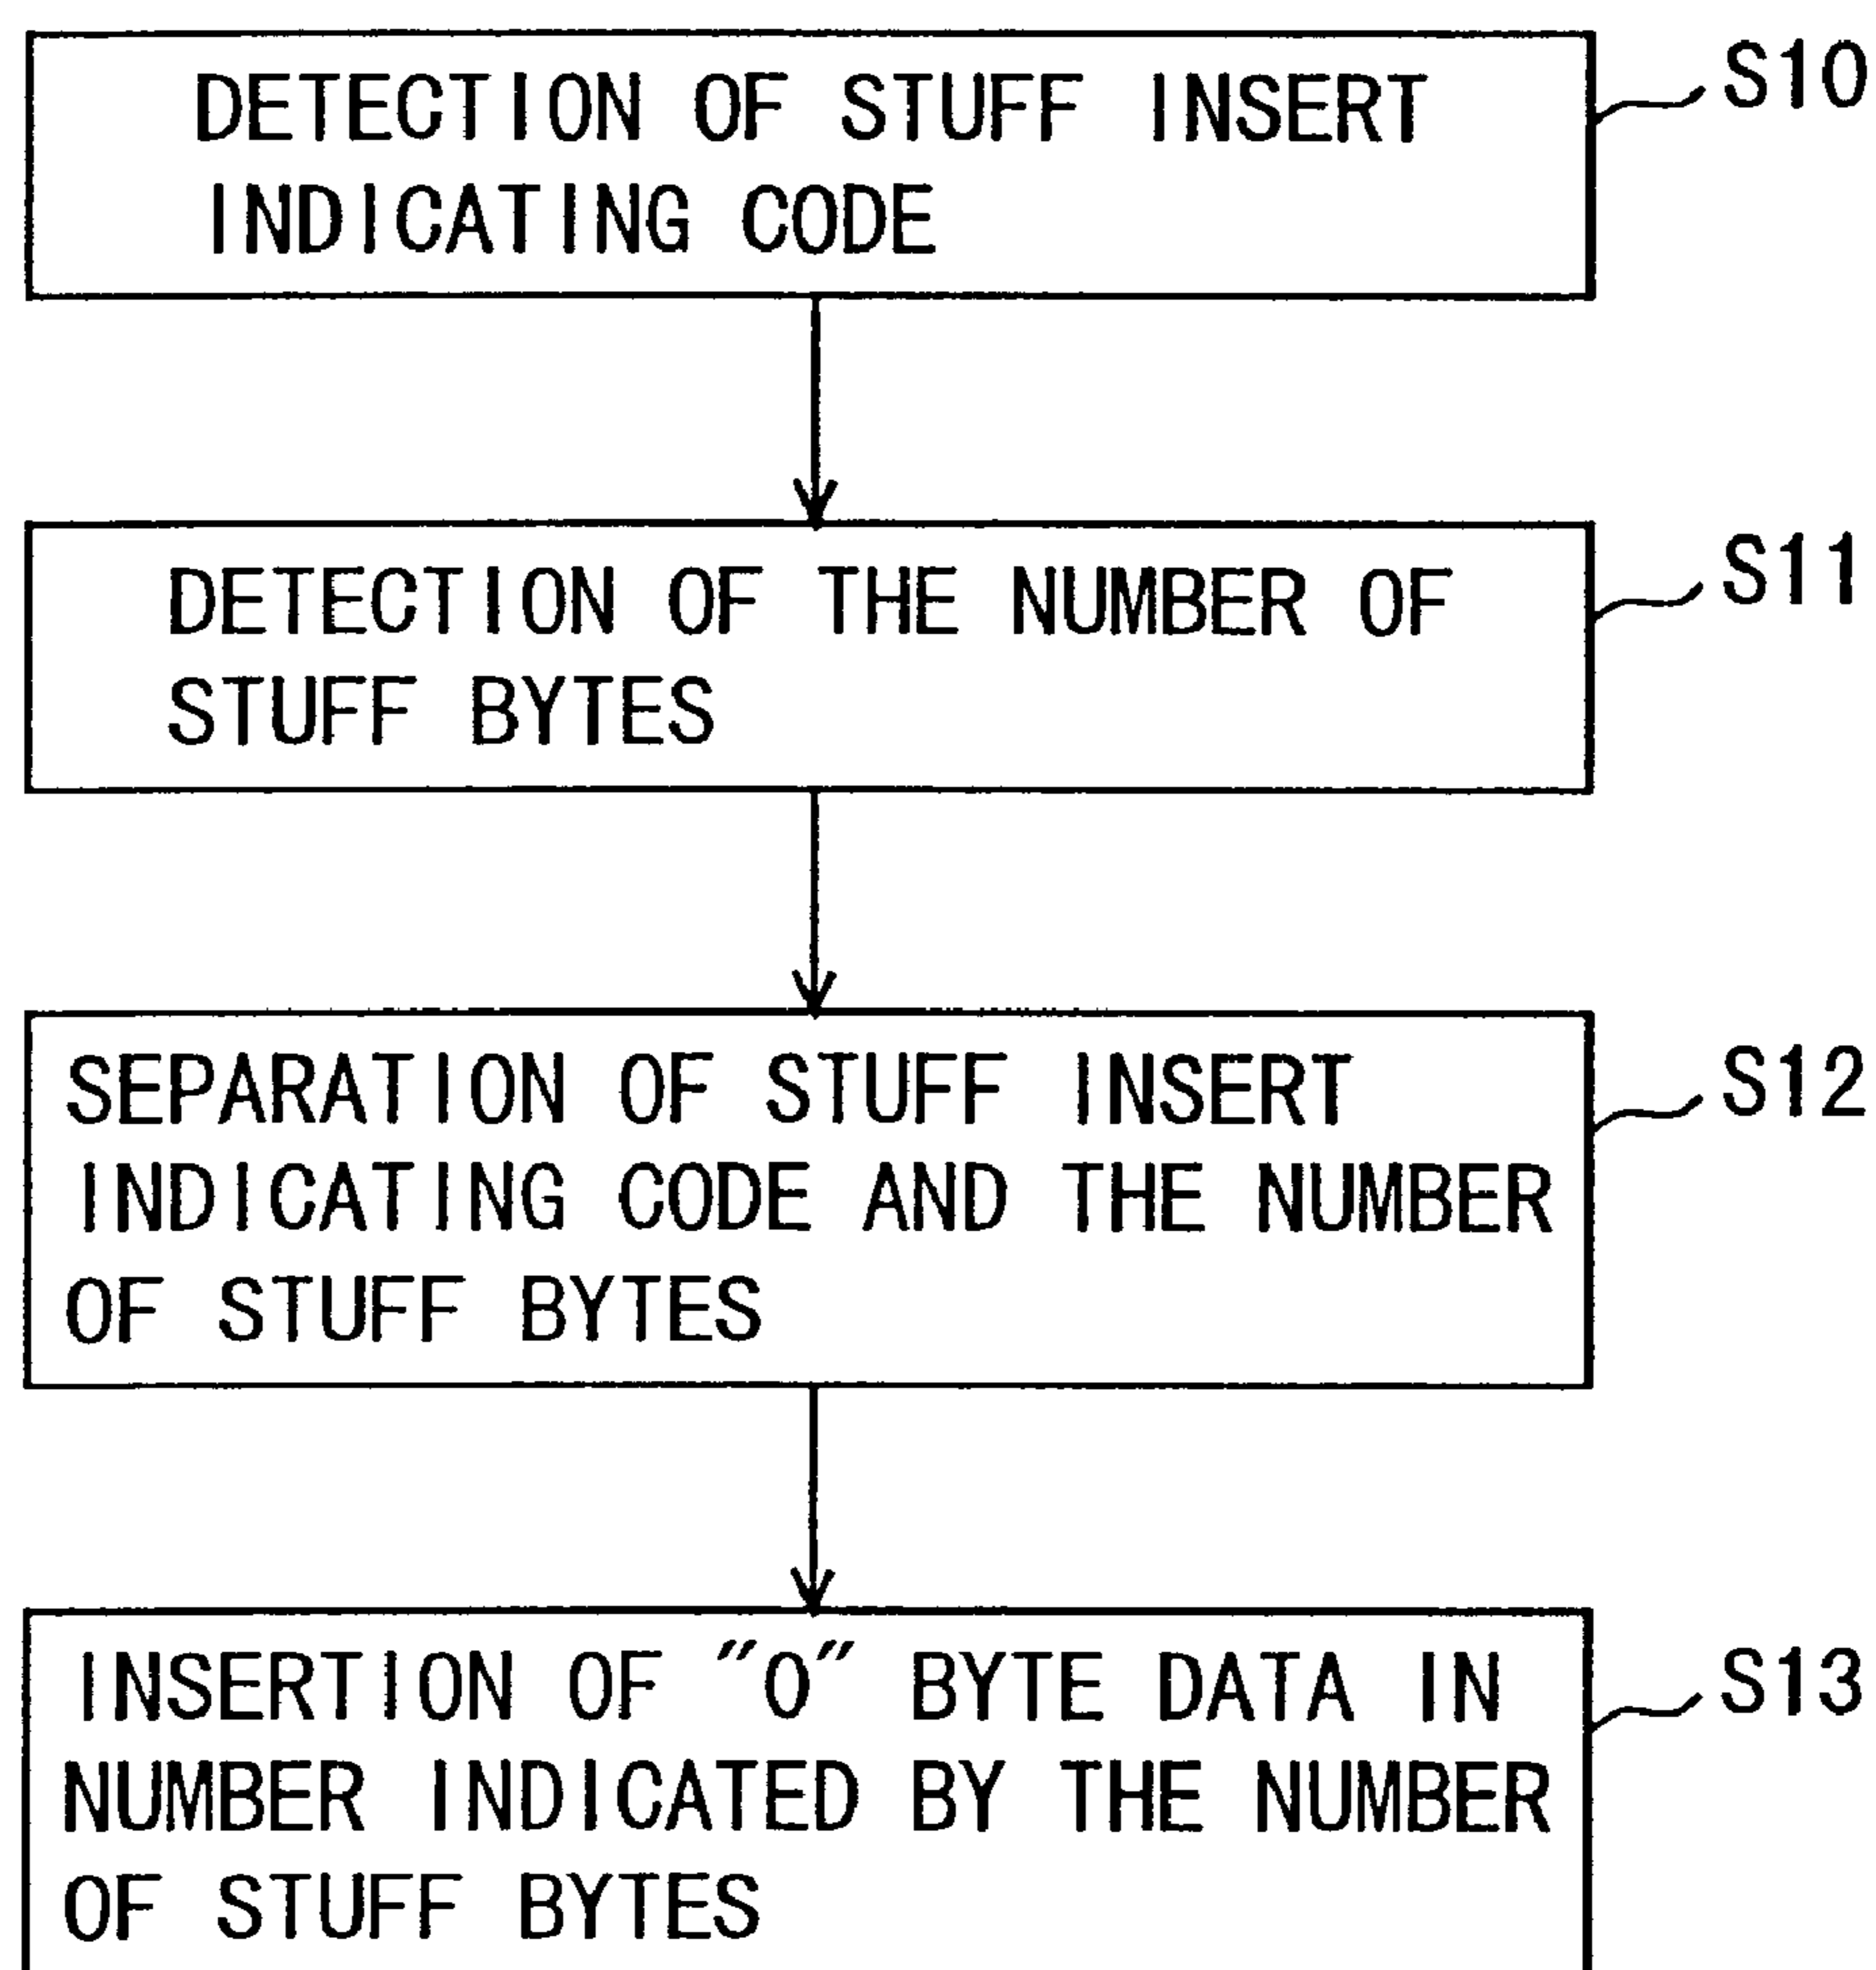 DETECTION OF STUFF INSERT S10
INDICATING CODE
DETECTION OF THE NUMBER OF S11
STUFF BYTES
SEPARATION OF STUFF INSERT S12
INDICATING CODE AND THE NUMBER
OF STUFF BYTES
INSERTION OF "0" BYTE DATA IN S13
NUMBER INDICATED BY THE NUMBER
OF STUFF BYTES